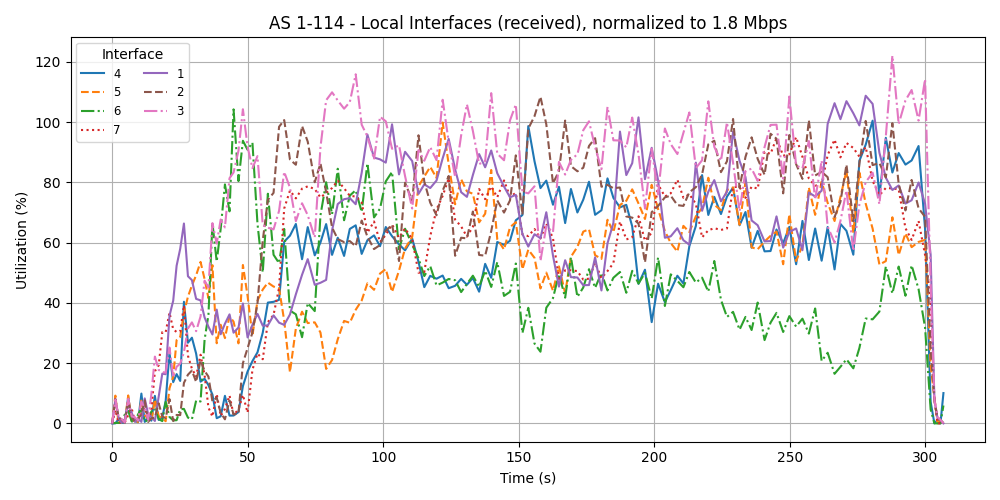 AS 1-114 - Local Interfaces (received), normalized to 1.8 Mbps
Interface
4 1
5 2
6 3
7
Utilization (%)
120
100
80
60
40
20
0
0 50 100 150 200 250 300
Time (s)